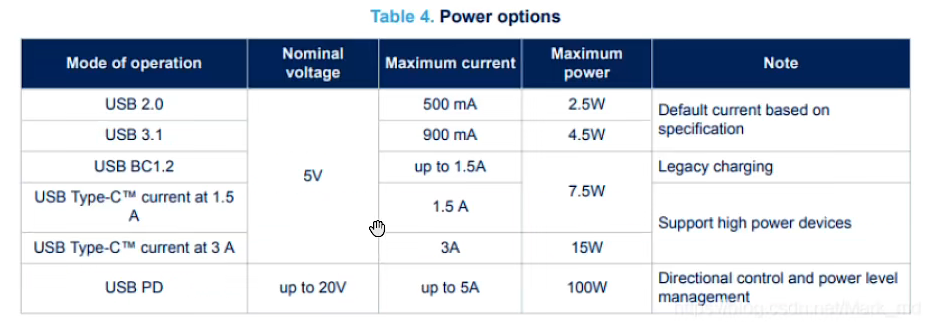 Table 4. Power options
Mode of operation
Nominal
voltage
Maximum current
Maximum
power
Note
USB 2.0
500 mA
2.5W
Default current based on
specification
USB 3.1
900 mA
4.5W
5V
USB BC1.2
up to 1.5A
7.5W
Legacy charging
USB Type-C™ current at 1.5
A
1.5 A
Support high power devices
USB Type-C™ current at 3 A
3A
15W
USB PD
up to 20V
up to 5A
100W
Directional control and power level
management
https://blog.csdn.net/Mark_md